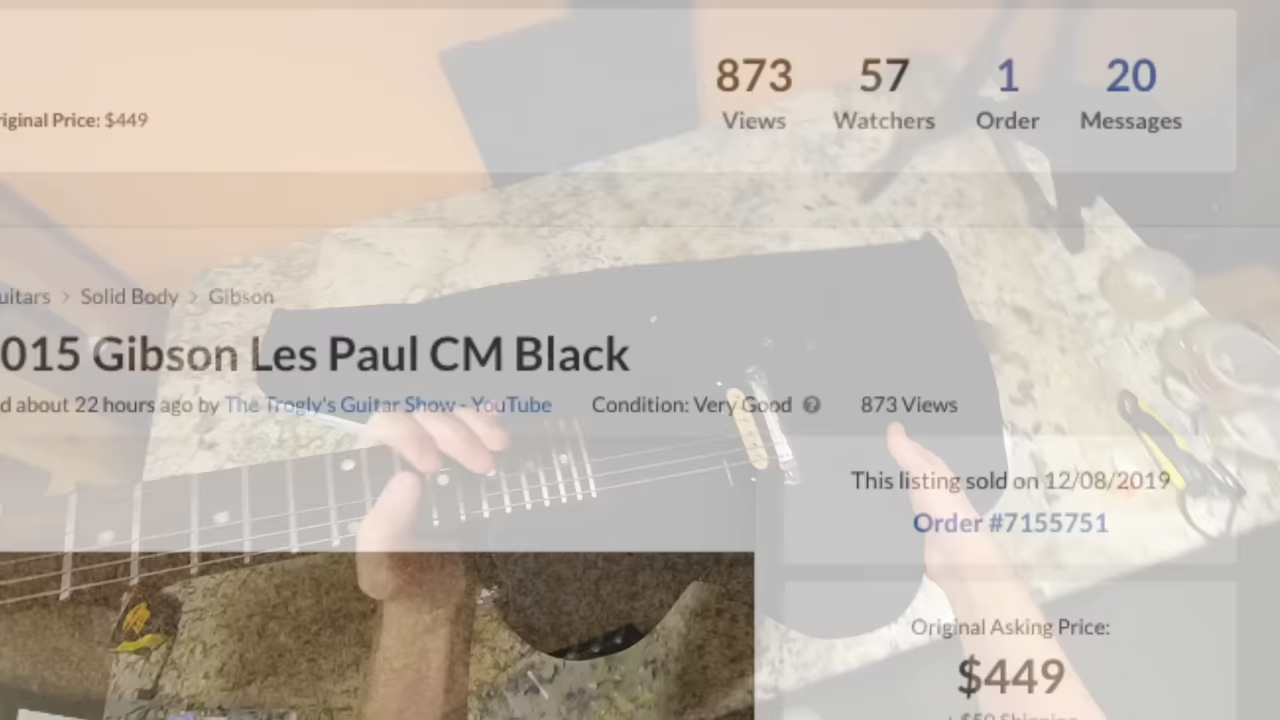 873 57 1 20
Views Watchers Order Messages
riginal Price: $449
uitars > Solid Body > Gibson
015 Gibson Les Paul CM Black
d about 22 hours ago by The Trogly's Guitar Show - YouTube Condition: Very Good ? 873 Views
This listing sold on 12/08/2019
Order #7155751
Original Asking Price:
$449
+ $50 Shipping